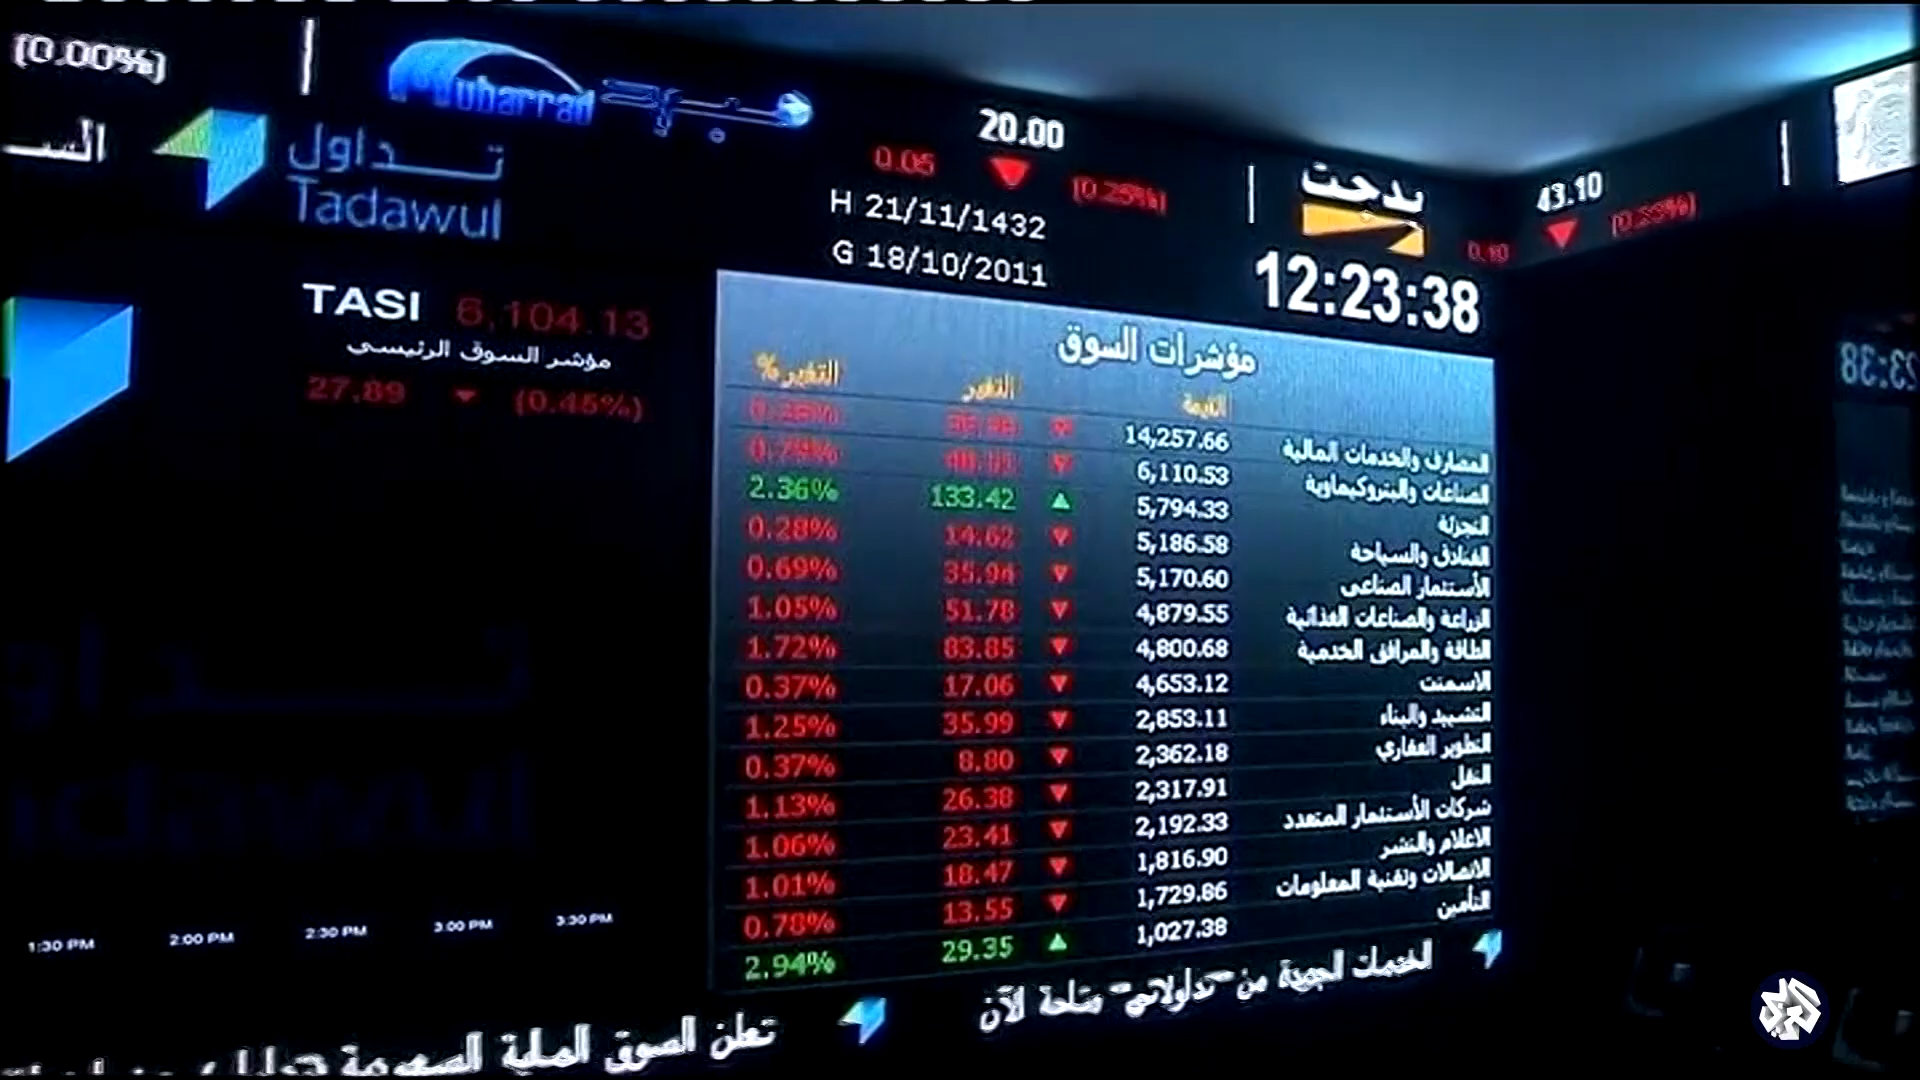 (0.00%)
Mubarrad
مبرد
20.00
0.05 ▼ (0.25%)
بدجت
43.10
0.10
تداول
Tadawul
H 21/11/1432
G 18/10/2011
12:23:38
TASI 6,104.13
مؤشر السوق الرئيسي
27.89 ▼ (0.45%)
مؤشرات السوق
القيمة التغير التغير %
المصارف والخدمات المالية 14,257.66 ▼
الصناعات والبتروكيماوية 6,110.53 ▼ 0.79%
التجزئة 5,794.33 ▲ 133.42 2.36%
الفنادق والسياحة 5,186.58 ▼ 14.62 0.28%
الأستثمار الصناعي 5,170.60 ▼ 35.94 0.69%
الزراعة والصناعات الغذائية 4,879.55 ▼ 51.78 1.05%
الطاقة والمرافق الخدمية 4,800.68 ▼ 83.85 1.72%
الاسمنت 4,653.12 ▼ 17.06 0.37%
التشييد والبناء 2,853.11 ▼ 35.99 1.25%
التطوير العقاري 2,362.18 ▼ 8.80 0.37%
النقل 2,317.91 ▼ 26.38 1.13%
شركات الأستثمار المتعدد 2,192.33 ▼ 23.41 1.06%
الاعلام والنشر 1,816.90 ▼ 18.47 1.01%
الاتصالات وتقنية المعلومات 1,729.86 ▼ 13.55 0.78%
التأمين 1,027.38 ▲ 29.35 2.94%
1:30 PM 2:00 PM 2:30 PM 3:00 PM 3:30 PM
الخدمات الجديدة من "تداولاتي" متاحة الآن
تعلن السوق المالية السعودية